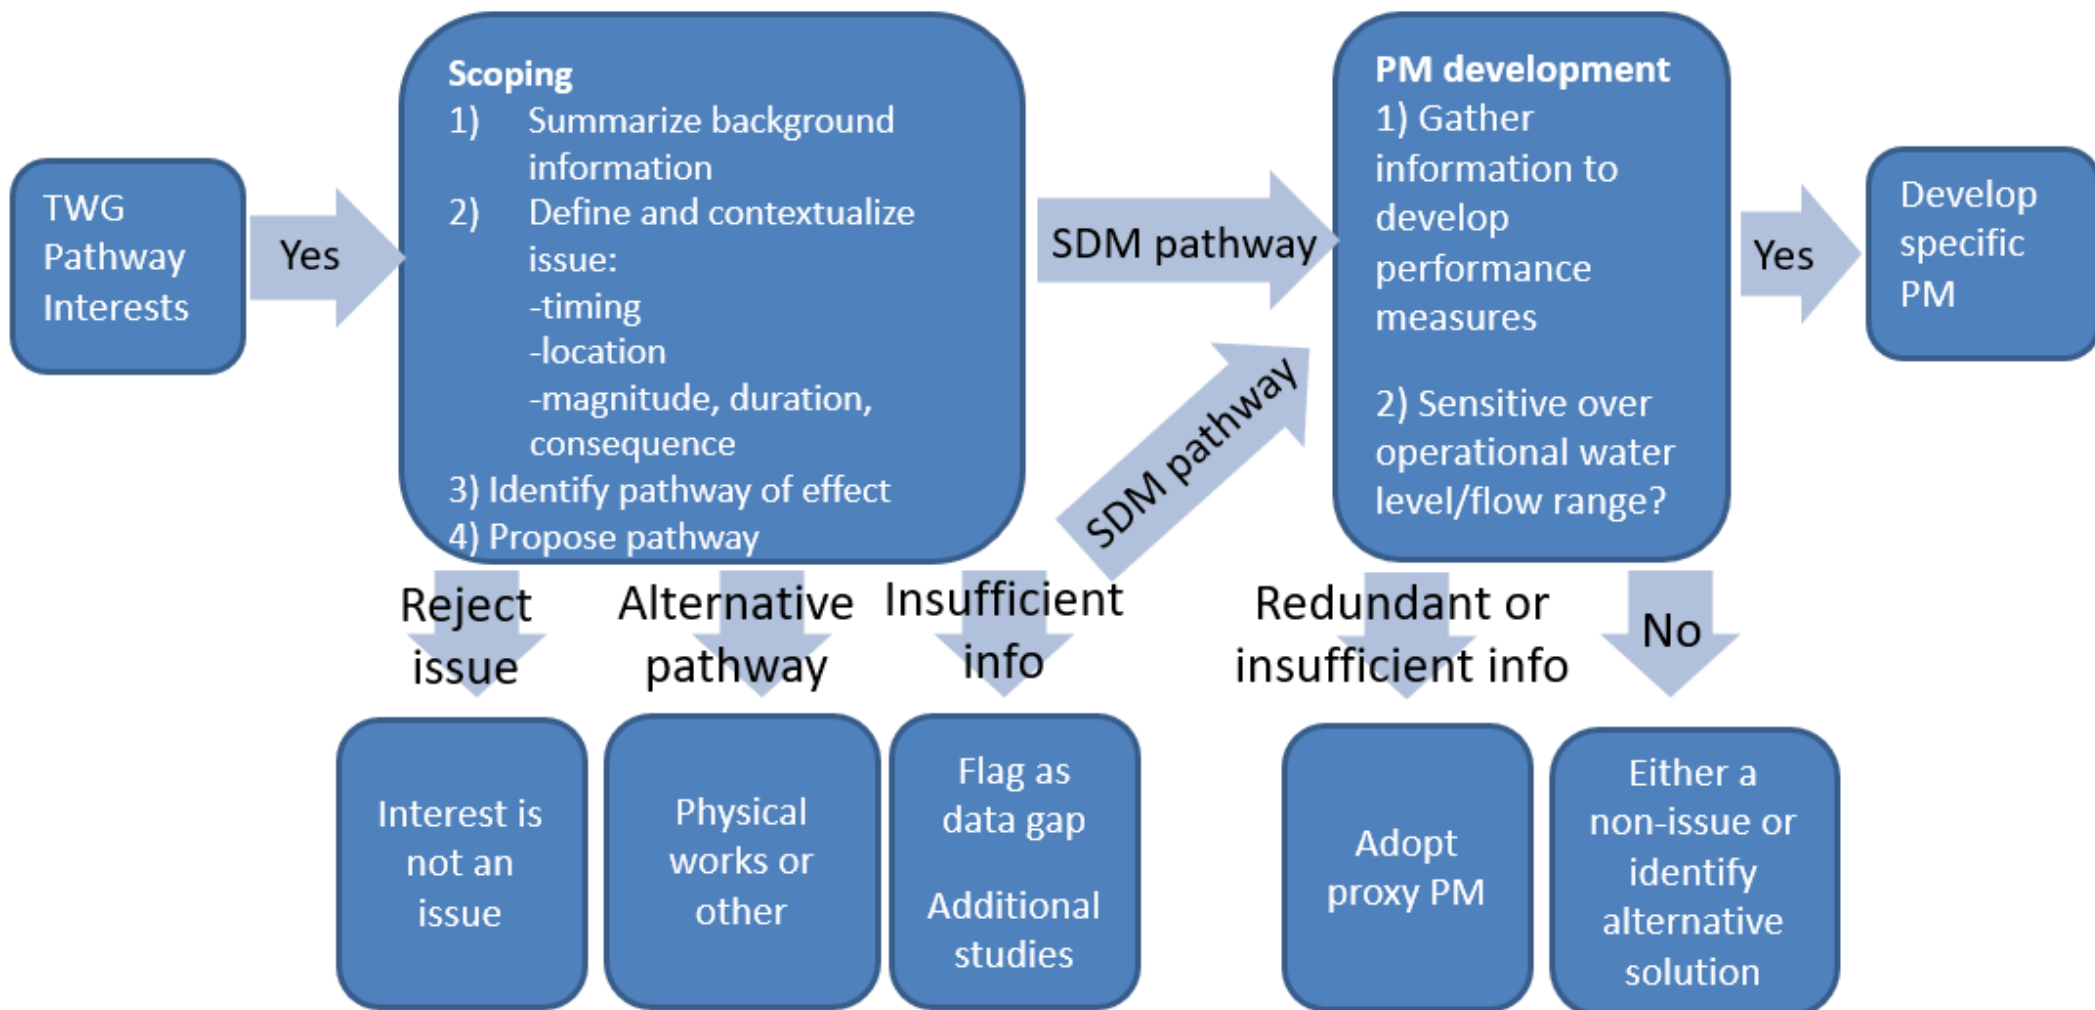 TWG
Pathway
Interests
Yes
Scoping
1) Summarize background
information
2) Define and contextualize
issue:
-timing
-location
-magnitude, duration,
consequence
3) Identify pathway of effect
4) Propose pathway
SDM pathway
SDM pathway
PM development
1) Gather
information to
develop
performance
measures
2) Sensitive over
operational water
level/flow range?
Yes
Develop
specific
PM
Reject
issue
Alternative
pathway
Insufficient
info
Redundant or
insufficient info
No
Interest is
not an
issue
Physical
works or
other
Flag as
data gap
Additional
studies
Adopt
proxy PM
Either a
non-issue or
identify
alternative
solution